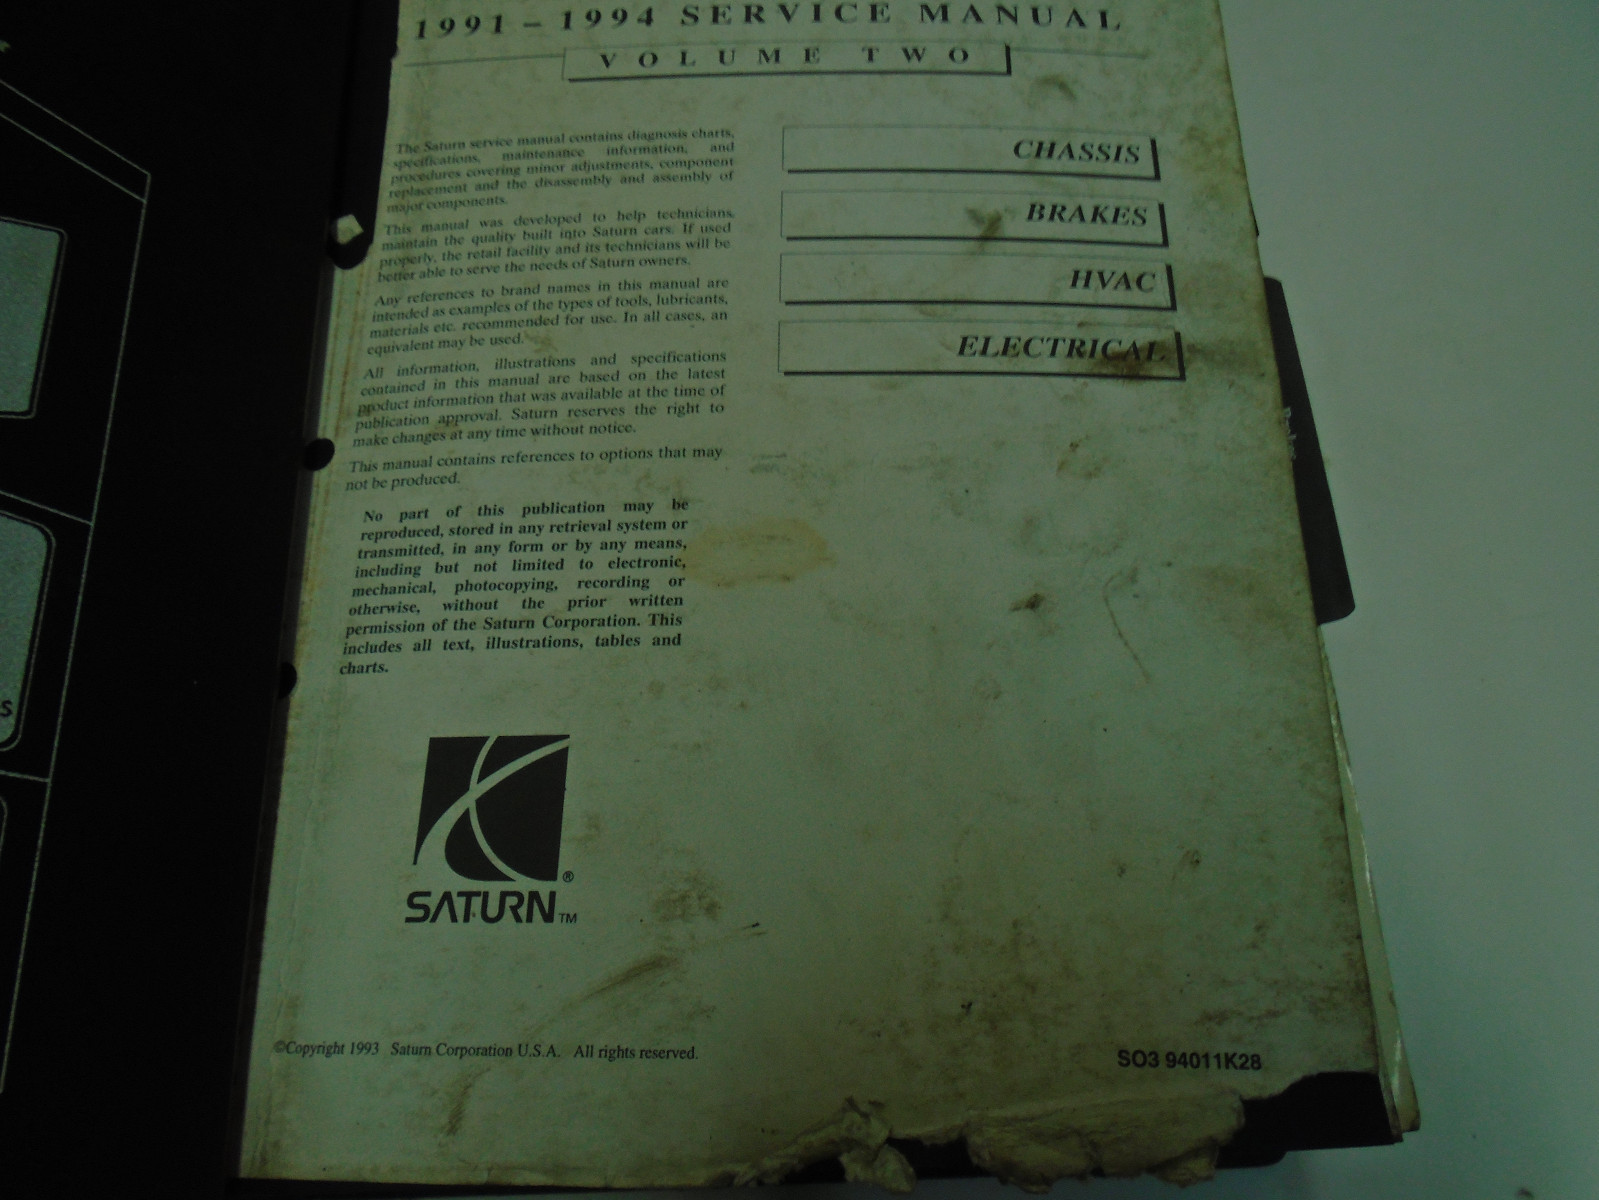 1991 – 1994 SERVICE MANUAL
VOLUME TWO
The Saturn service manual contains diagnosis charts,
specifications, maintenance information, and
procedures covering minor adjustments, component
replacement and the disassembly and assembly of
major components.
This manual was developed to help technicians
maintain the quality built into Saturn cars. If used
properly, the retail facility and its technicians will be
better able to serve the needs of Saturn owners.
Any references to brand names in this manual are
intended as examples of the types of tools, lubricants,
materials etc. recommended for use. In all cases, an
equivalent may be used.
All information, illustrations and specifications
contained in this manual are based on the latest
product information that was available at the time of
publication approval. Saturn reserves the right to
make changes at any time without notice.
This manual contains references to options that may
not be produced.
No part of this publication may be
reproduced, stored in any retrieval system or
transmitted, in any form or by any means,
including but not limited to electronic,
mechanical, photocopying, recording or
otherwise, without the prior written
permission of the Saturn Corporation. This
includes all text, illustrations, tables and
charts.
CHASSIS
BRAKES
HVAC
ELECTRICAL
®
SATURN TM
©Copyright 1993 Saturn Corporation U.S.A. All rights reserved.
SO3 94011K28
S